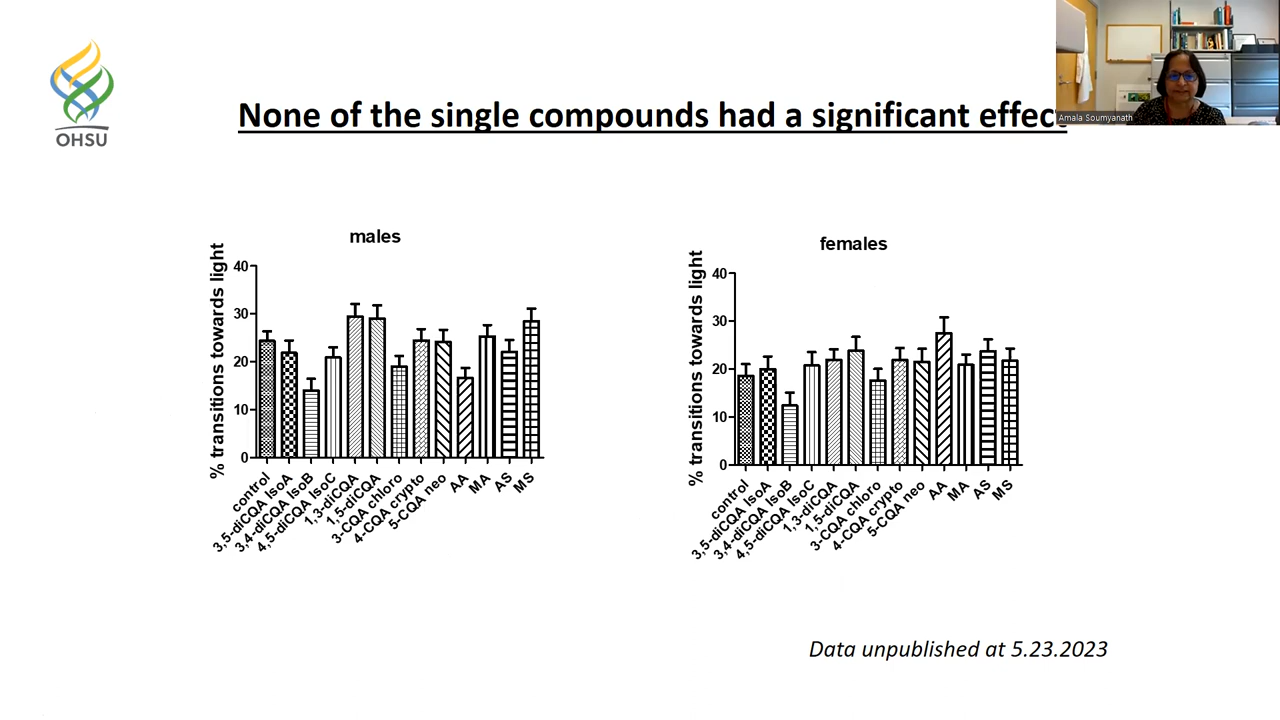 OHSU
None of the single compounds had a significant effect
Amala Soumyanath
males
% transitions towards light
40
30
20
10
0
control
3,5-diCQA IsoA
3,4-diCQA IsoB
4,5-diCQA IsoC
1,3-diCQA
1,5-diCQA
3-CQA chloro
4-CQA crypto
5-CQA neo
AA
MA
AS
MS
females
% transitions towards light
40
30
20
10
0
control
3,5-diCQA IsoA
3,4-diCQA IsoB
4,5-diCQA IsoC
1,3-diCQA
1,5-diCQA
3-CQA chloro
4-CQA crypto
5-CQA neo
AA
MA
AS
MS
Data unpublished at 5.23.2023